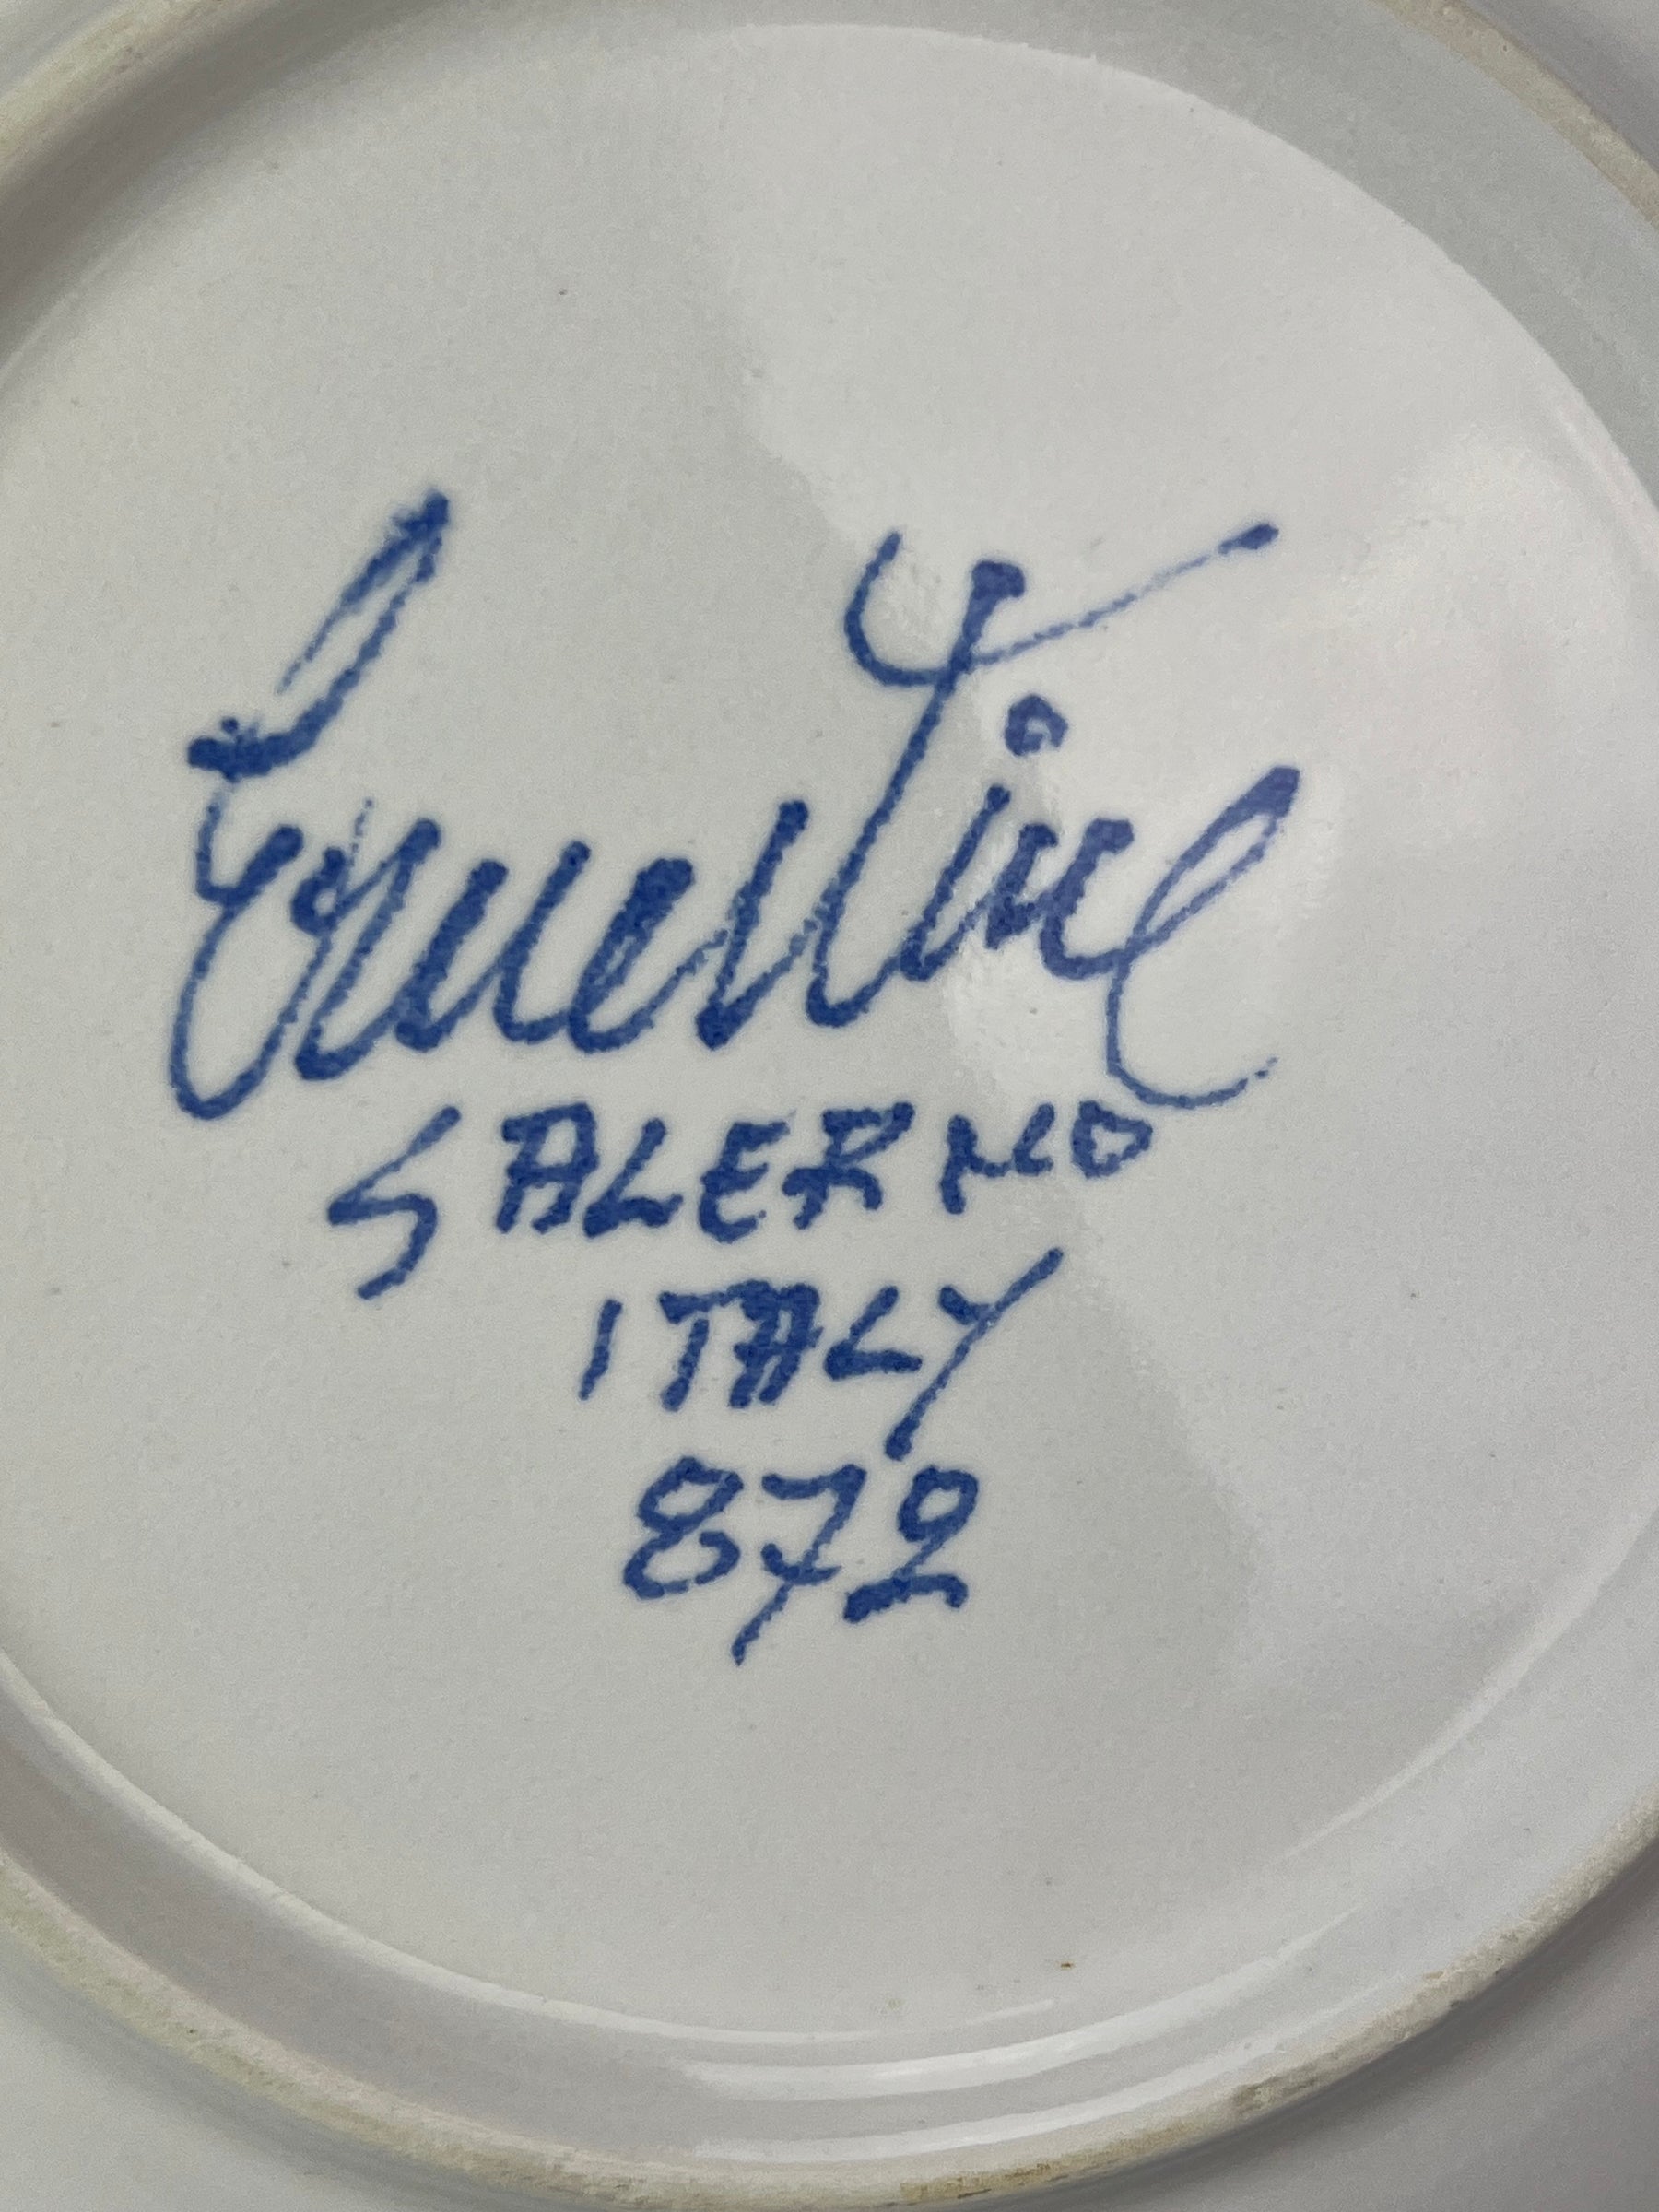 Ernestine
SALERNO
ITALY
872